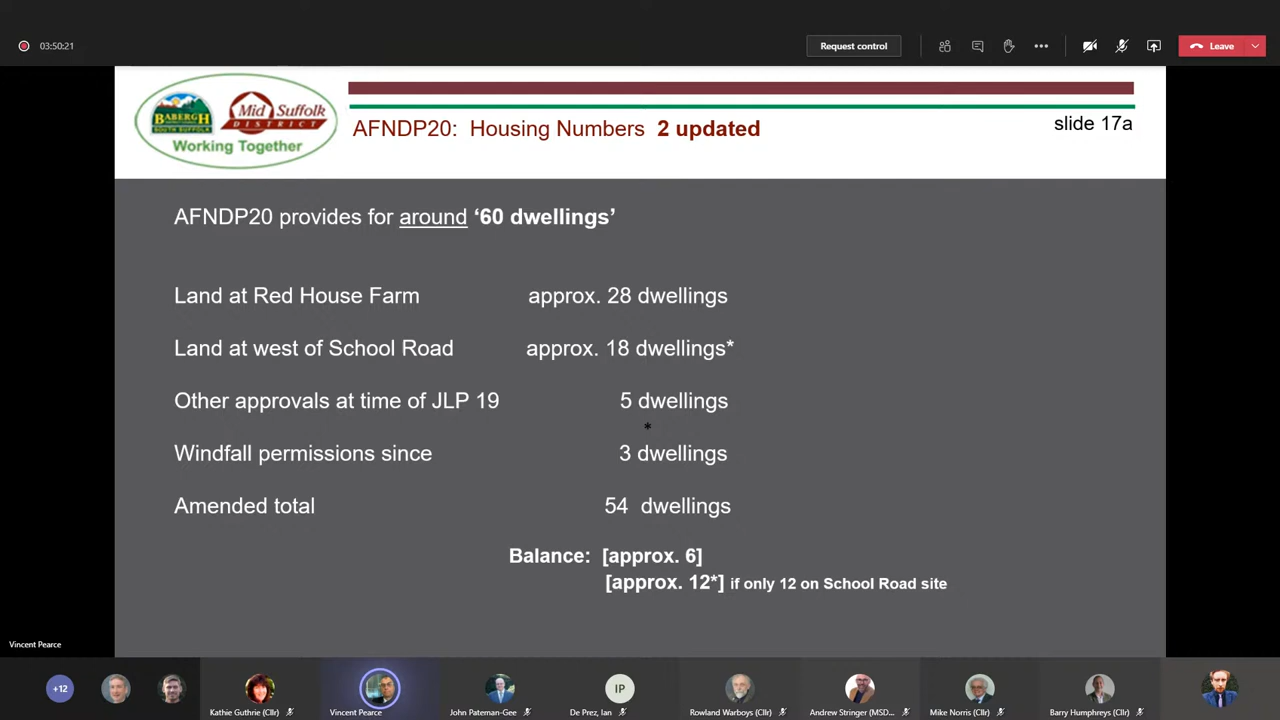 03:50:21
Request control
Leave
BABERGH
SOUTH SUFFOLK
Mid Suffolk
DISTRICT
Working Together
AFNDP20: Housing Numbers 2 updated
slide 17a
AFNDP20 provides for around ‘60 dwellings’
Land at Red House Farm approx. 28 dwellings
Land at west of School Road approx. 18 dwellings*
Other approvals at time of JLP 19 5 dwellings
*
Windfall permissions since 3 dwellings
Amended total 54 dwellings
Balance: [approx. 6]
[approx. 12*] if only 12 on School Road site
Vincent Pearce
+12
IP
Kathie Guthrie (Cllr)
Vincent Pearce
John Pateman-Gee
De Prez, Ian
Rowland Warboys (Cllr)
Andrew Stringer (MSD...
Mike Norris (Cllr)
Barry Humphreys (Cllr)